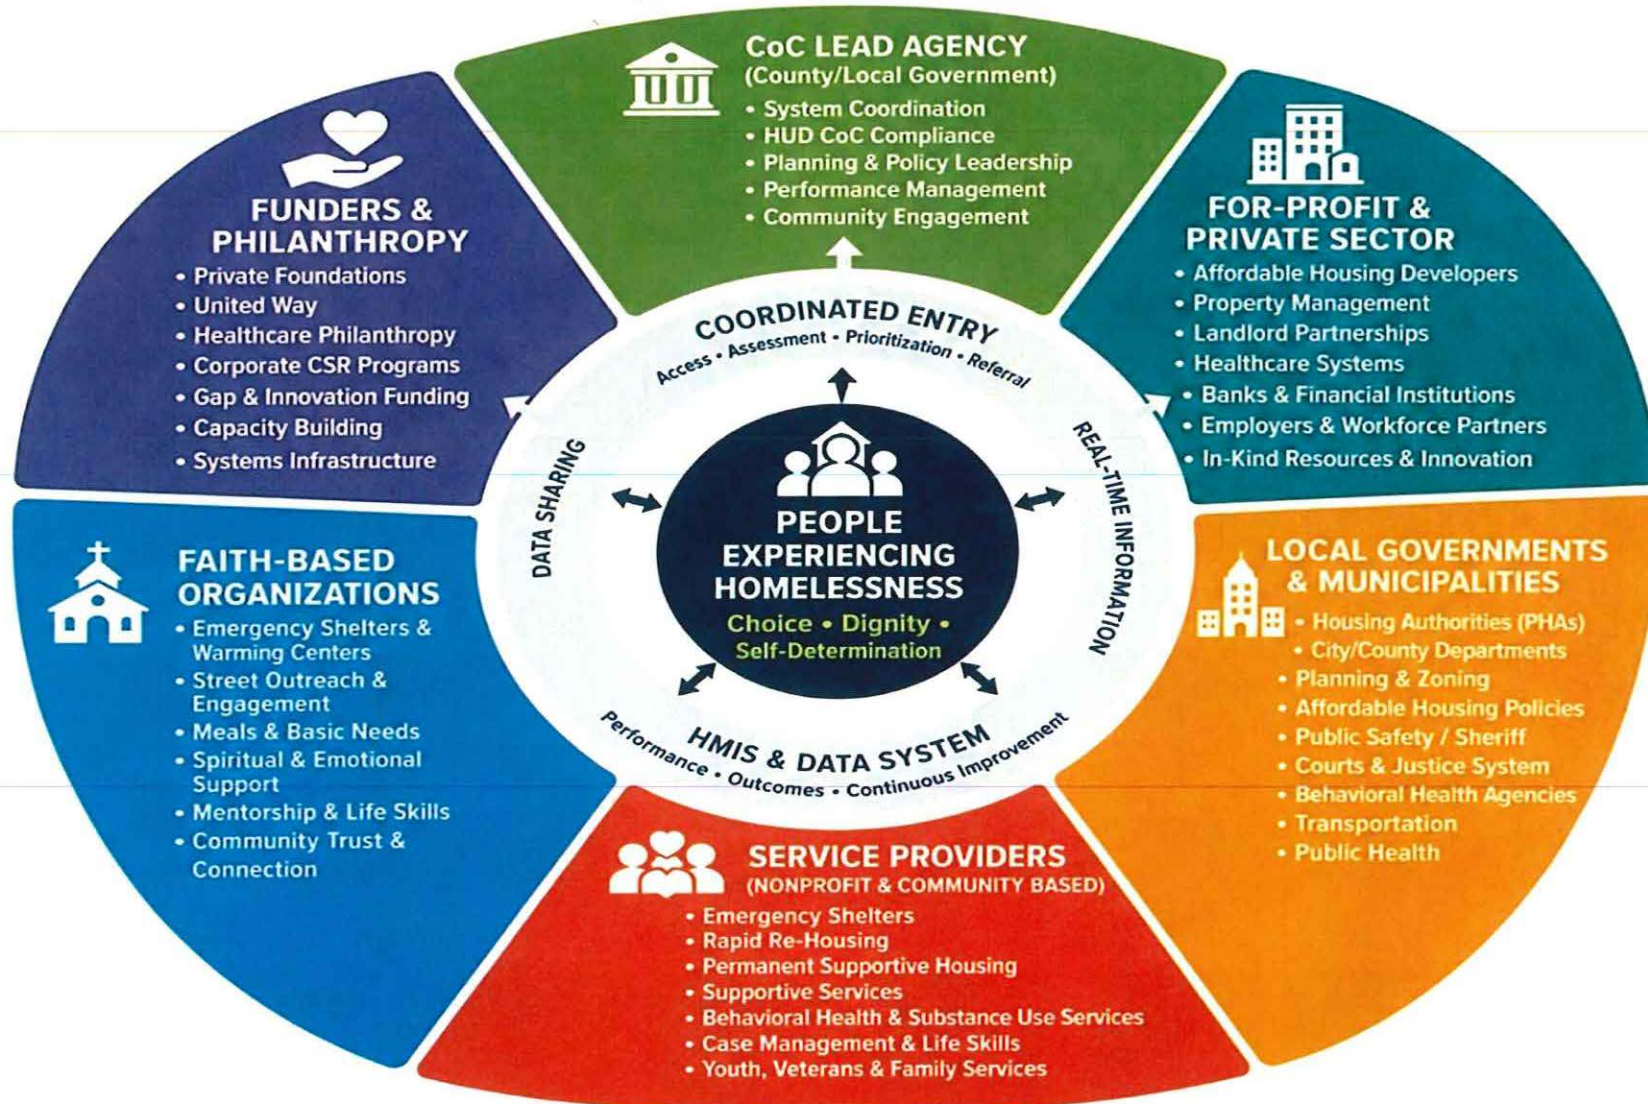 CoC LEAD AGENCY
(County/Local Government)
• System Coordination
• HUD CoC Compliance
• Planning & Policy Leadership
• Performance Management
• Community Engagement
FUNDERS &
PHILANTHROPY
• Private Foundations
• United Way
• Healthcare Philanthropy
• Corporate CSR Programs
• Gap & Innovation Funding
• Capacity Building
• Systems Infrastructure
FOR-PROFIT &
PRIVATE SECTOR
• Affordable Housing Developers
• Property Management
• Landlord Partnerships
• Healthcare Systems
• Banks & Financial Institutions
• Employers & Workforce Partners
• In-Kind Resources & Innovation
COORDINATED ENTRY
Access • Assessment • Prioritization • Referral
DATA SHARING
REAL-TIME INFORMATION
PEOPLE
EXPERIENCING
HOMELESSNESS
Choice • Dignity •
Self-Determination
HMIS & DATA SYSTEM
Performance • Outcomes • Continuous Improvement
FAITH-BASED
ORGANIZATIONS
• Emergency Shelters &
Warming Centers
• Street Outreach &
Engagement
• Meals & Basic Needs
• Spiritual & Emotional
Support
• Mentorship & Life Skills
• Community Trust &
Connection
LOCAL GOVERNMENTS
& MUNICIPALITIES
• Housing Authorities (PHAs)
• City/County Departments
• Planning & Zoning
• Affordable Housing Policies
• Public Safety / Sheriff
• Courts & Justice System
• Behavioral Health Agencies
• Transportation
• Public Health
SERVICE PROVIDERS
(NONPROFIT & COMMUNITY BASED)
• Emergency Shelters
• Rapid Re-Housing
• Permanent Supportive Housing
• Supportive Services
• Behavioral Health & Substance Use Services
• Case Management & Life Skills
• Youth, Veterans & Family Services